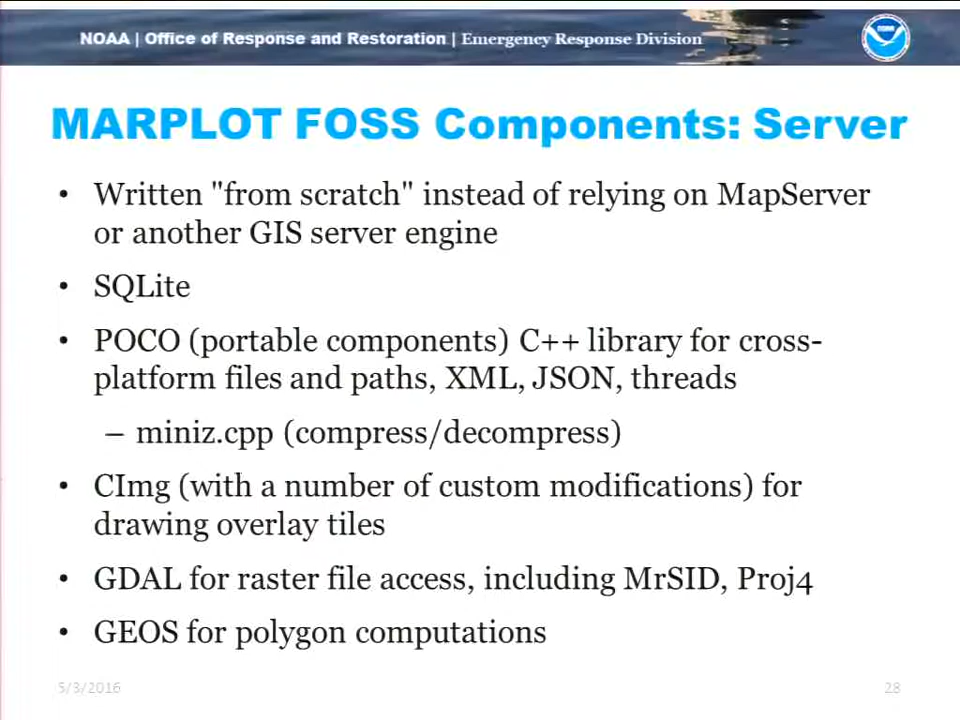 NOAA | Office of Response and Restoration | Emergency Response Division
MARPLOT FOSS Components: Server
• Written "from scratch" instead of relying on MapServer
or another GIS server engine
• SQLite
• POCO (portable components) C++ library for cross-
platform files and paths, XML, JSON, threads
– miniz.cpp (compress/decompress)
• CImg (with a number of custom modifications) for
drawing overlay tiles
• GDAL for raster file access, including MrSID, Proj4
• GEOS for polygon computations
5/3/2016
28